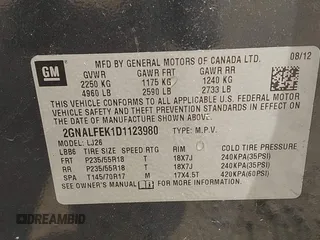 GM
MFD BY GENERAL MOTORS OF CANADA LTD. 08/12
GVWR GAWR FRT GAWR RR
2250 KG 1175 KG 1240 KG
4960 LB 2590 LB 2733 LB
THIS VEHICLE CONFORMS TO ALL APPLICABLE U.S. FEDERAL MOTOR
VEHICLE SAFETY AND THEFT PREVENTION STANDARDS IN EFFECT ON
THE DATE OF MANUFACTURE SHOWN ABOVE.
2GNALFEK1D1123980 TYPE: M.P.V.
MODEL: LJ26
LBB6 TIRE SIZE SPEED RTG RIM COLD TIRE PRESSURE
FRT P235/55R18 T 18X7J 240KPA(35PSI)
RR P235/55R18 T 18X7J 240KPA(35PSI)
SPA T145/70R17 M 17X4.5T 420KPA(60PSI)
SEE OWNER'S MANUAL FOR ADDITIONAL INFORMATION.
DREAMBID